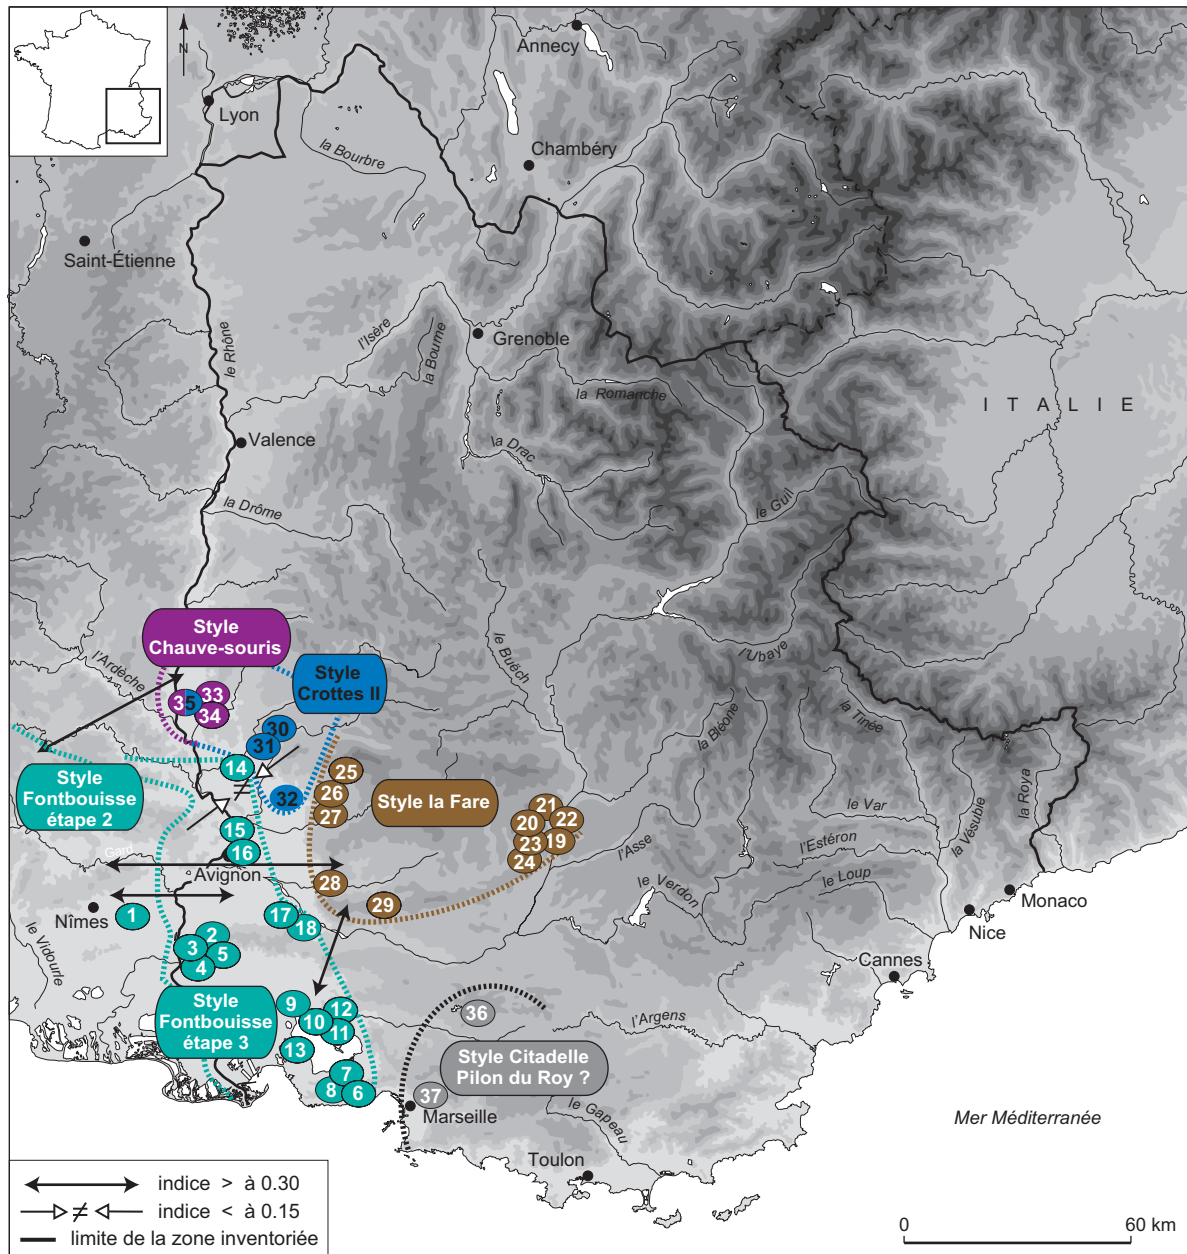 N
Annecy
Lyon
la Bourbre
Chambéry
Saint-Étienne
le Rhône
l'Isère
la Bourne
Grenoble
la Romanche
ITALIE
Valence
la Drac
le Guil
la Drôme
Style
Chauve-souris
l'Ardèche
le Buëch
l'Ubaye
Style
Crottes II
33
35
34
30
31
la Bléone
la Tinée
la Roya
Style
Fontbouisse
étape 2
14
≠
32
25
26
27
Style la Fare
21
20
22
23
19
24
le Var
la Vésubie
l'Estéron
l'Asse
le Loup
le Verdon
15
16
Gard
Avignon
28
29
Monaco
Nîmes
1
17
18
Nice
le Vidourle
2
3
5
4
Cannes
Style
Fontbouisse
étape 3
9
12
10
11
13
36
l'Argens
Style Citadelle
Pilon du Roy ?
7
8
6
37
Marseille
le Gapeau
Mer Méditerranée
Toulon
indice > à 0.30
≠ indice < à 0.15
limite de la zone inventoriée
0 60 km